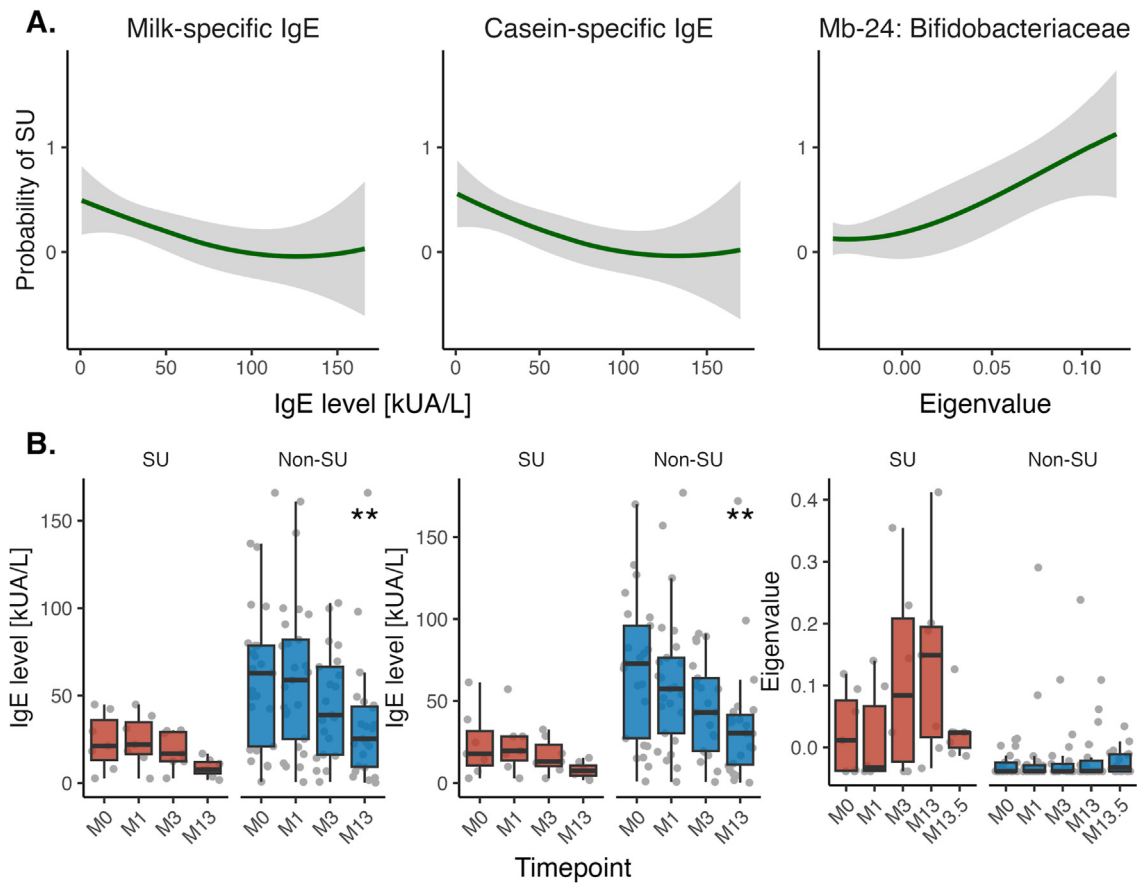 A.
Milk-specific IgE
Casein-specific IgE
Mb-24: Bifidobacteriaceae
Probability of SU
1
0
1
0
1
0
0 50 100 150
0 50 100 150
0.00 0.05 0.10
IgE level [kUA/L]
Eigenvalue
B.
SU Non-SU
SU Non-SU
SU Non-SU
IgE level [kUA/L]
150
100
50
0
**
M0 M1 M3 M13
M0 M1 M3 M13
IgE level [kUA/L]
150
100
50
0
**
M0 M1 M3 M13
M0 M1 M3 M13
Eigenvalue
0.4
0.3
0.2
0.1
0.0
M0 M1 M3 M13 M13.5
M0 M1 M3 M13 M13.5
Timepoint